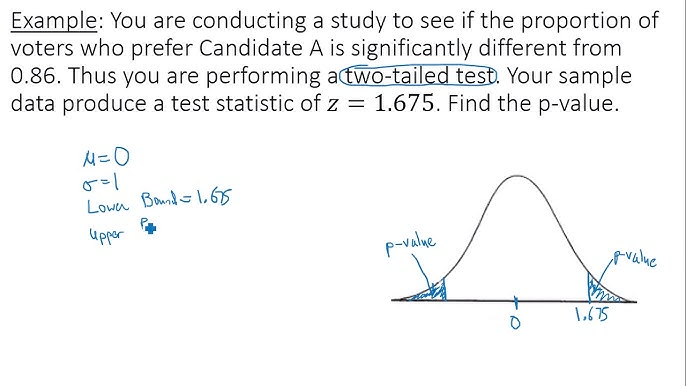 Example: You are conducting a study to see if the proportion of
voters who prefer Candidate A is significantly different from
0.86. Thus you are performing a two-tailed test. Your sample
data produce a test statistic of z = 1.675. Find the p-value.
μ=0
σ=1
Lower Bound = 1.675
Upper
p-value
p-value
0
1.675